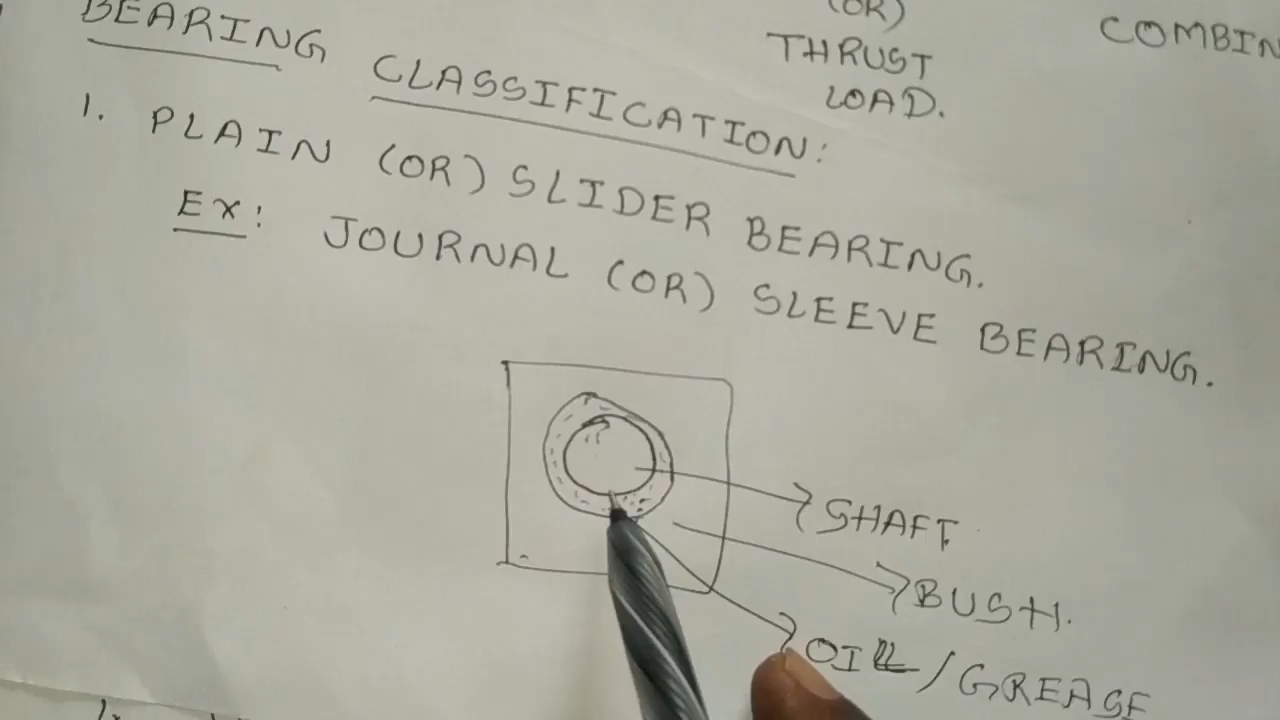 (OR)
THRUST
LOAD.
COMBIN
BEARING CLASSIFICATION:
1. PLAIN (OR) SLIDER BEARING.
Ex: JOURNAL (OR) SLEEVE BEARING.
SHAFT
BUSH.
OIL/GREASE